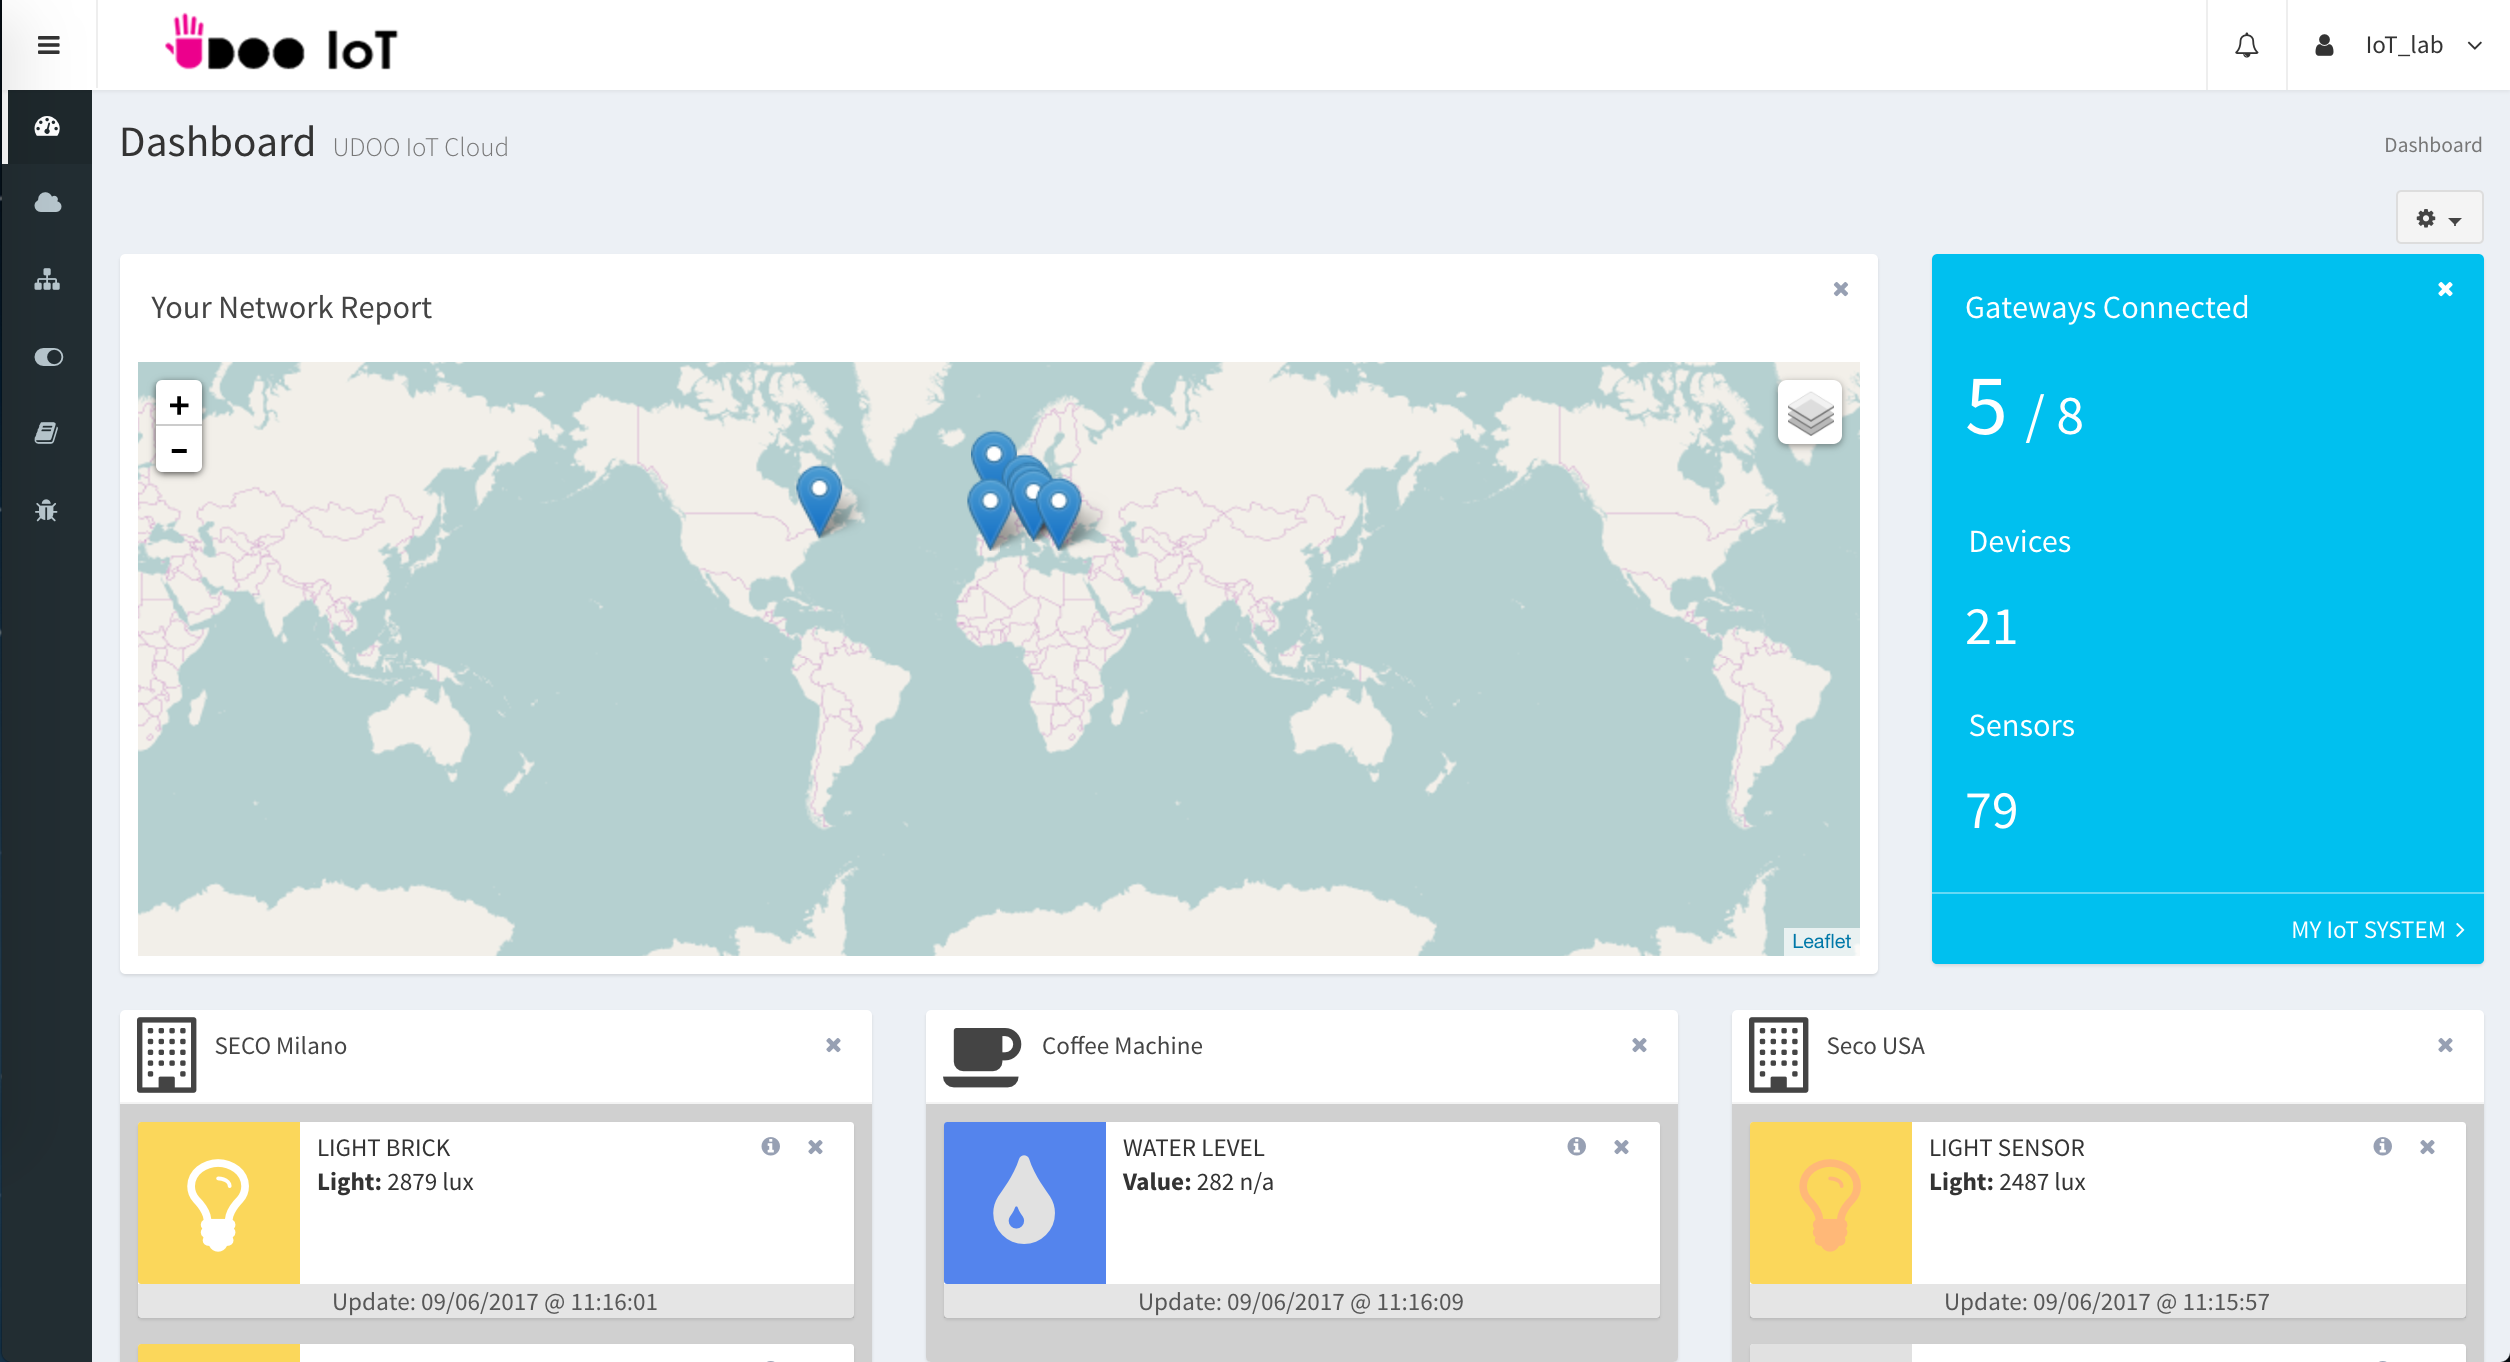 UDOO IoT
IoT_lab
Dashboard UDOO IoT Cloud
Dashboard
Your Network Report
+
-
Leaflet
Gateways Connected
5 / 8
Devices
21
Sensors
79
MY IoT SYSTEM
SECO Milano
LIGHT BRICK
Light: 2879 lux
Update: 09/06/2017 @ 11:16:01
Coffee Machine
WATER LEVEL
Value: 282 n/a
Update: 09/06/2017 @ 11:16:09
Seco USA
LIGHT SENSOR
Light: 2487 lux
Update: 09/06/2017 @ 11:15:57